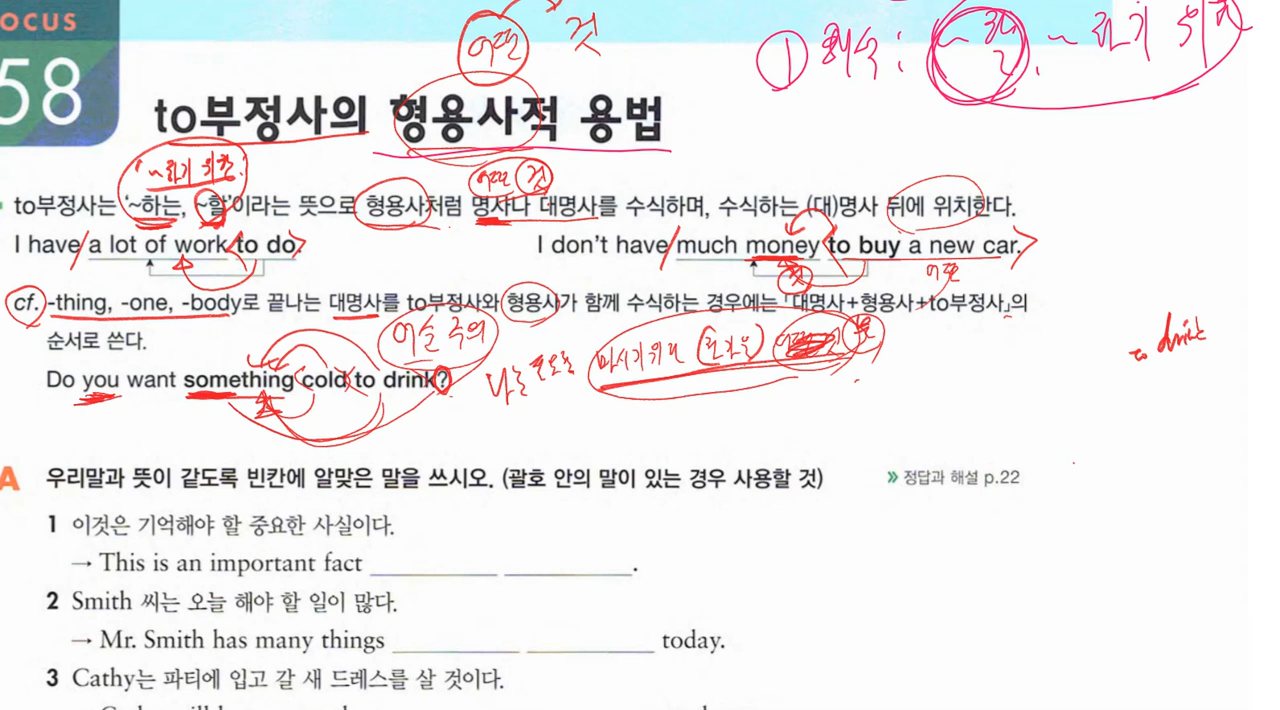 OCUS
어떤 것
① 형수: ~할, ~하기 위한
58
to부정사의 형용사적 용법
~하기 위한
어떤 것
to부정사는 '~하는, ~할'이라는 뜻으로 형용사처럼 명사나 대명사를 수식하며, 수식하는 (대)명사 뒤에 위치한다.
I have a lot of work to do.
I don't have much money to buy a new car.
어떤
것
cf. -thing, -one, -body로 끝나는 대명사를 to부정사와 형용사가 함께 수식하는 경우에는 「대명사+형용사+to부정사」의
순서로 쓴다.
어순 주의
마시기 위한
to drink
Do you want something cold to drink?
A 우리말과 뜻이 같도록 빈칸에 알맞은 말을 쓰시오. (괄호 안의 말이 있는 경우 사용할 것)
» 정답과 해설 p.22
1 이것은 기억해야 할 중요한 사실이다.
→ This is an important fact ________ ________.
2 Smith 씨는 오늘 해야 할 일이 많다.
→ Mr. Smith has many things ________ ________ today.
3 Cathy는 파티에 입고 갈 새 드레스를 살 것이다.